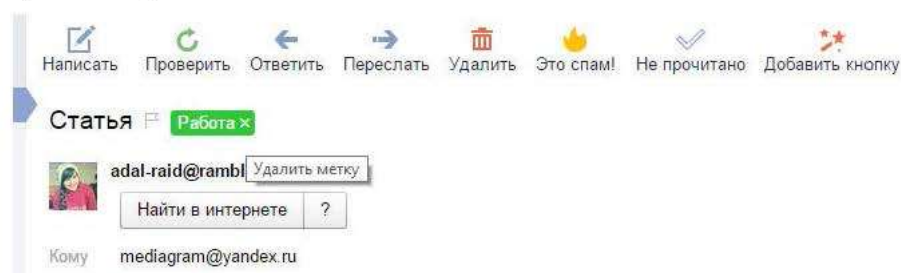 Написать Проверить Ответить Переслать Удалить Это спам! Не прочитано Добавить кнопку
Статья Работа ×
adal-raid@rambl Удалить метку
Найти в интернете ?
Кому mediagram@yandex.ru